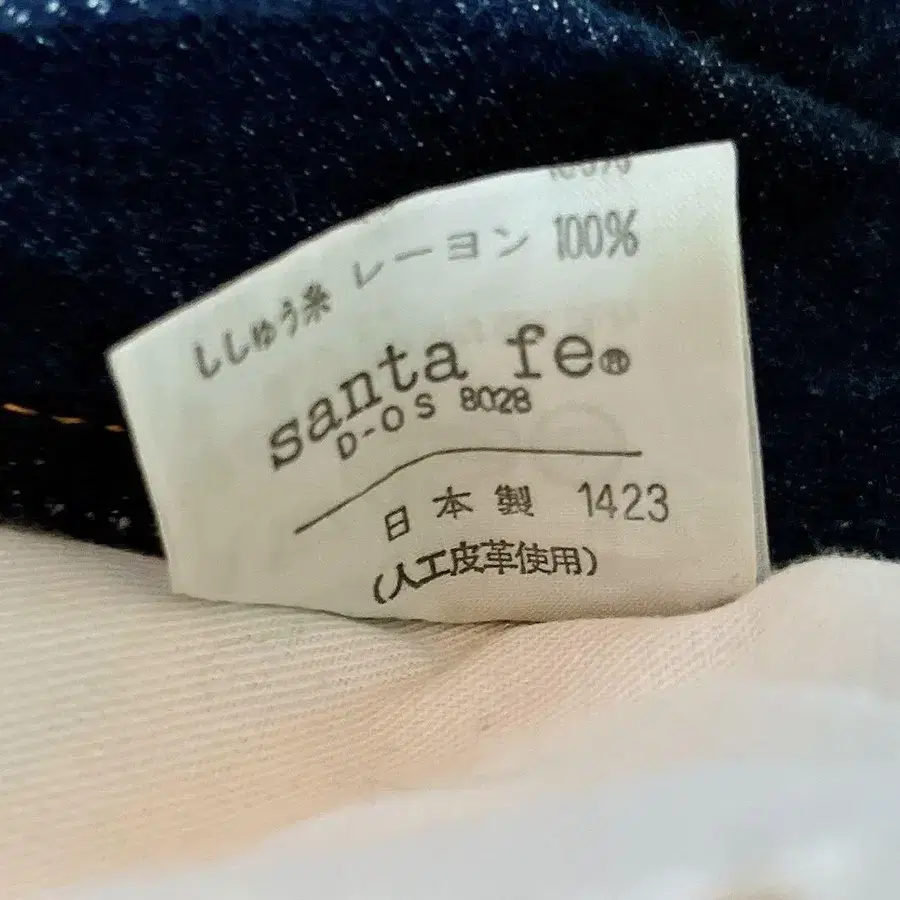 ししゅう糸 レーヨン 100%
santa fe®
D-OS 8028
日本製 1423
(人工皮革使用)